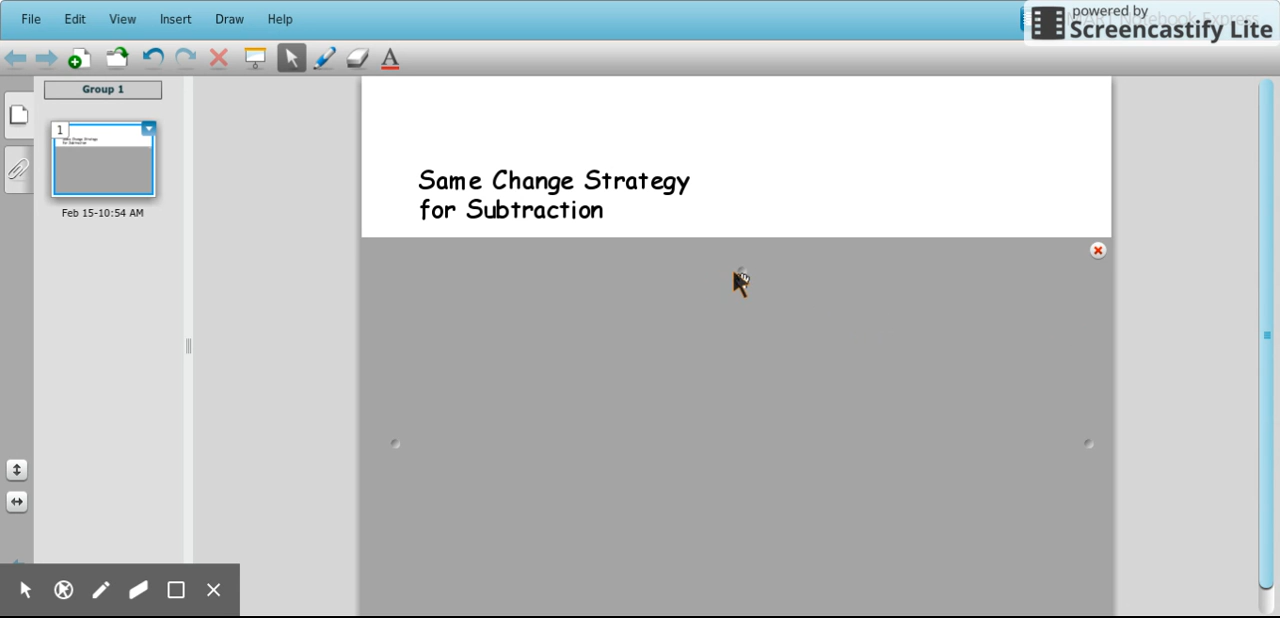 File Edit View Insert Draw Help
powered by
Screencastify Lite
Group 1
1
Feb 15-10:54 AM
Same Change Strategy
for Subtraction
A